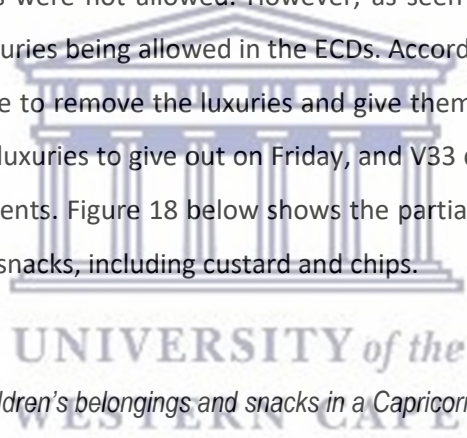 s were not allowed. However, as seen
uries being allowed in the ECDs. Accord
e to remove the luxuries and give them
luxuries to give out on Friday, and V33
ents. Figure 18 below shows the partia
snacks, including custard and chips.
UNIVERSITY of the
ldren's belongings and snacks in a Capricorn
WESTERN CAPE